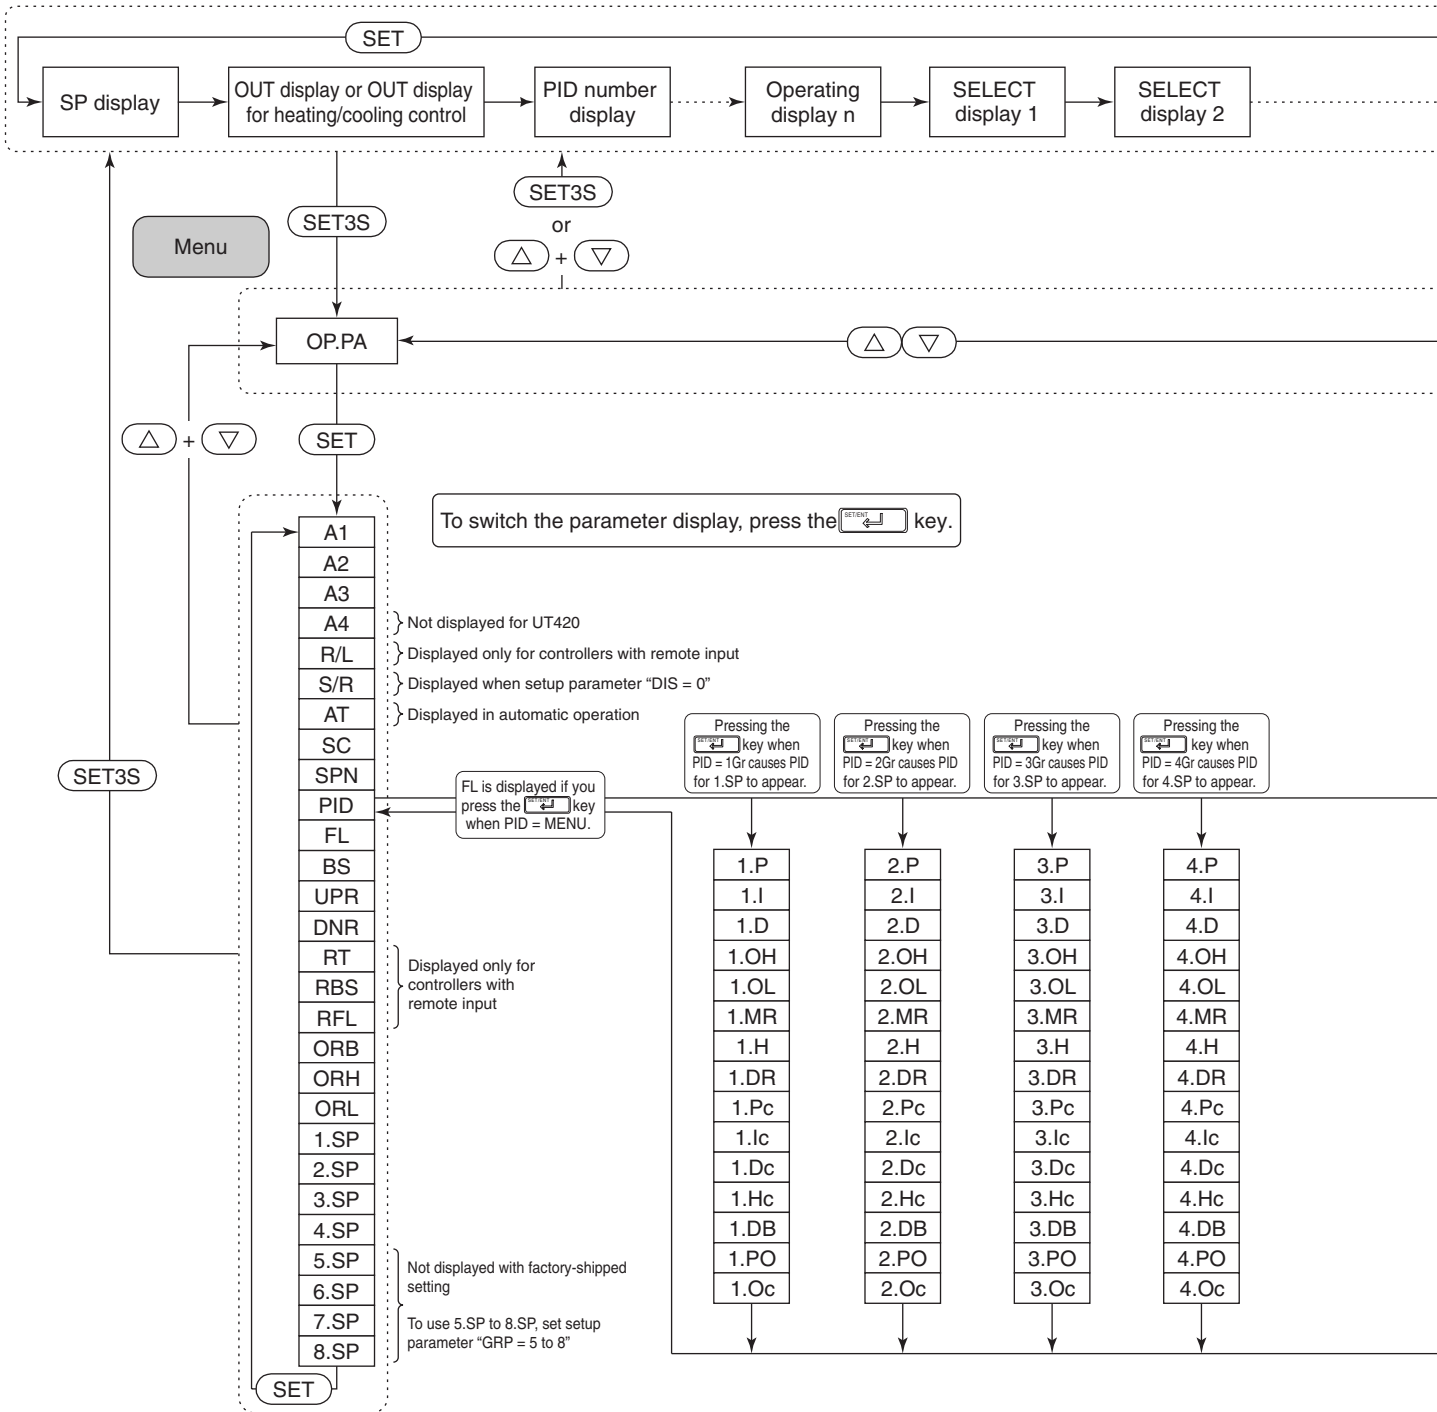 SET
SP display
OUT display or OUT display
for heating/cooling control
PID number
display
Operating
display n
SELECT
display 1
SELECT
display 2
SET3S
or
+
SET3S
Menu
OP.PA
+
SET
To switch the parameter display, press the SET/ENT key.
A1
A2
A3
A4
Not displayed for UT420
R/L
Displayed only for controllers with remote input
S/R
Displayed when setup parameter “DIS = 0”
AT
Displayed in automatic operation
SC
SPN
PID
FL
BS
UPR
DNR
RT
RBS
RFL
Displayed only for
controllers with
remote input
ORB
ORH
ORL
1.SP
2.SP
3.SP
4.SP
5.SP
6.SP
7.SP
8.SP
Not displayed with factory-shipped
setting
To use 5.SP to 8.SP, set setup
parameter “GRP = 5 to 8”
SET
SET3S
FL is displayed if you
press the SET/ENT key
when PID = MENU.
Pressing the
SET/ENT key when
PID = 1Gr causes PID
for 1.SP to appear.
1.P
1.I
1.D
1.OH
1.OL
1.MR
1.H
1.DR
1.Pc
1.Ic
1.Dc
1.Hc
1.DB
1.PO
1.Oc
Pressing the
SET/ENT key when
PID = 2Gr causes PID
for 2.SP to appear.
2.P
2.I
2.D
2.OH
2.OL
2.MR
2.H
2.DR
2.Pc
2.Ic
2.Dc
2.Hc
2.DB
2.PO
2.Oc
Pressing the
SET/ENT key when
PID = 3Gr causes PID
for 3.SP to appear.
3.P
3.I
3.D
3.OH
3.OL
3.MR
3.H
3.DR
3.Pc
3.Ic
3.Dc
3.Hc
3.DB
3.PO
3.Oc
Pressing the
SET/ENT key when
PID = 4Gr causes PID
for 4.SP to appear.
4.P
4.I
4.D
4.OH
4.OL
4.MR
4.H
4.DR
4.Pc
4.Ic
4.Dc
4.Hc
4.DB
4.PO
4.Oc